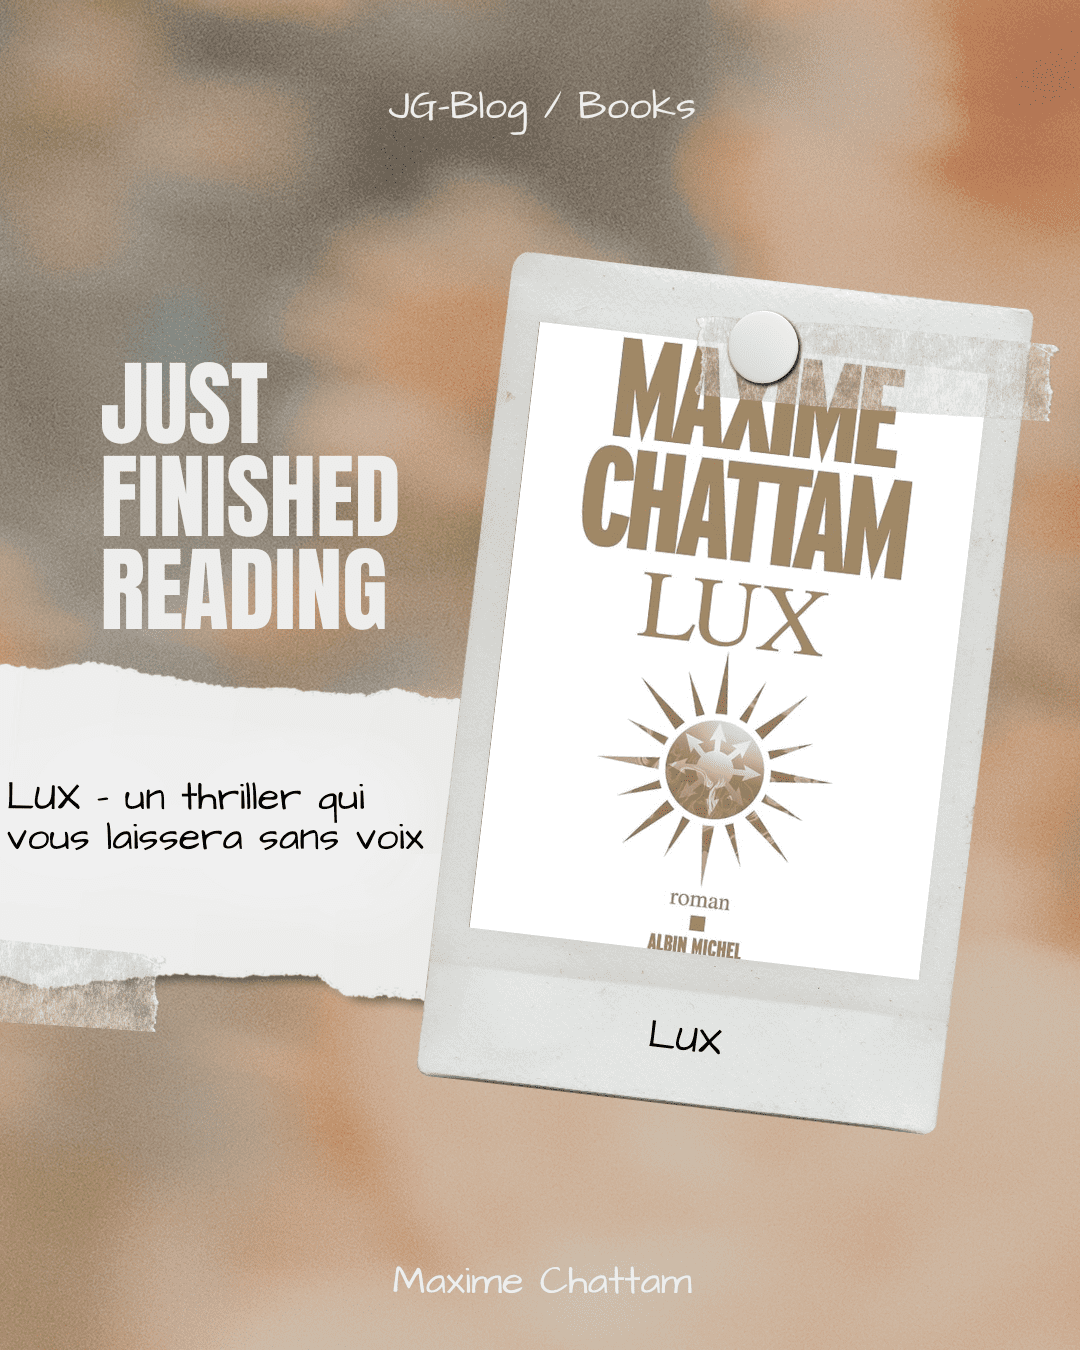 JG-Blog / Books
JUST
FINISHED
READING
Lux - un thriller qui
vous laissera sans voix
MAXIME
CHATTAM
LUX
roman
ALBIN MICHEL
Lux
Maxime Chattam